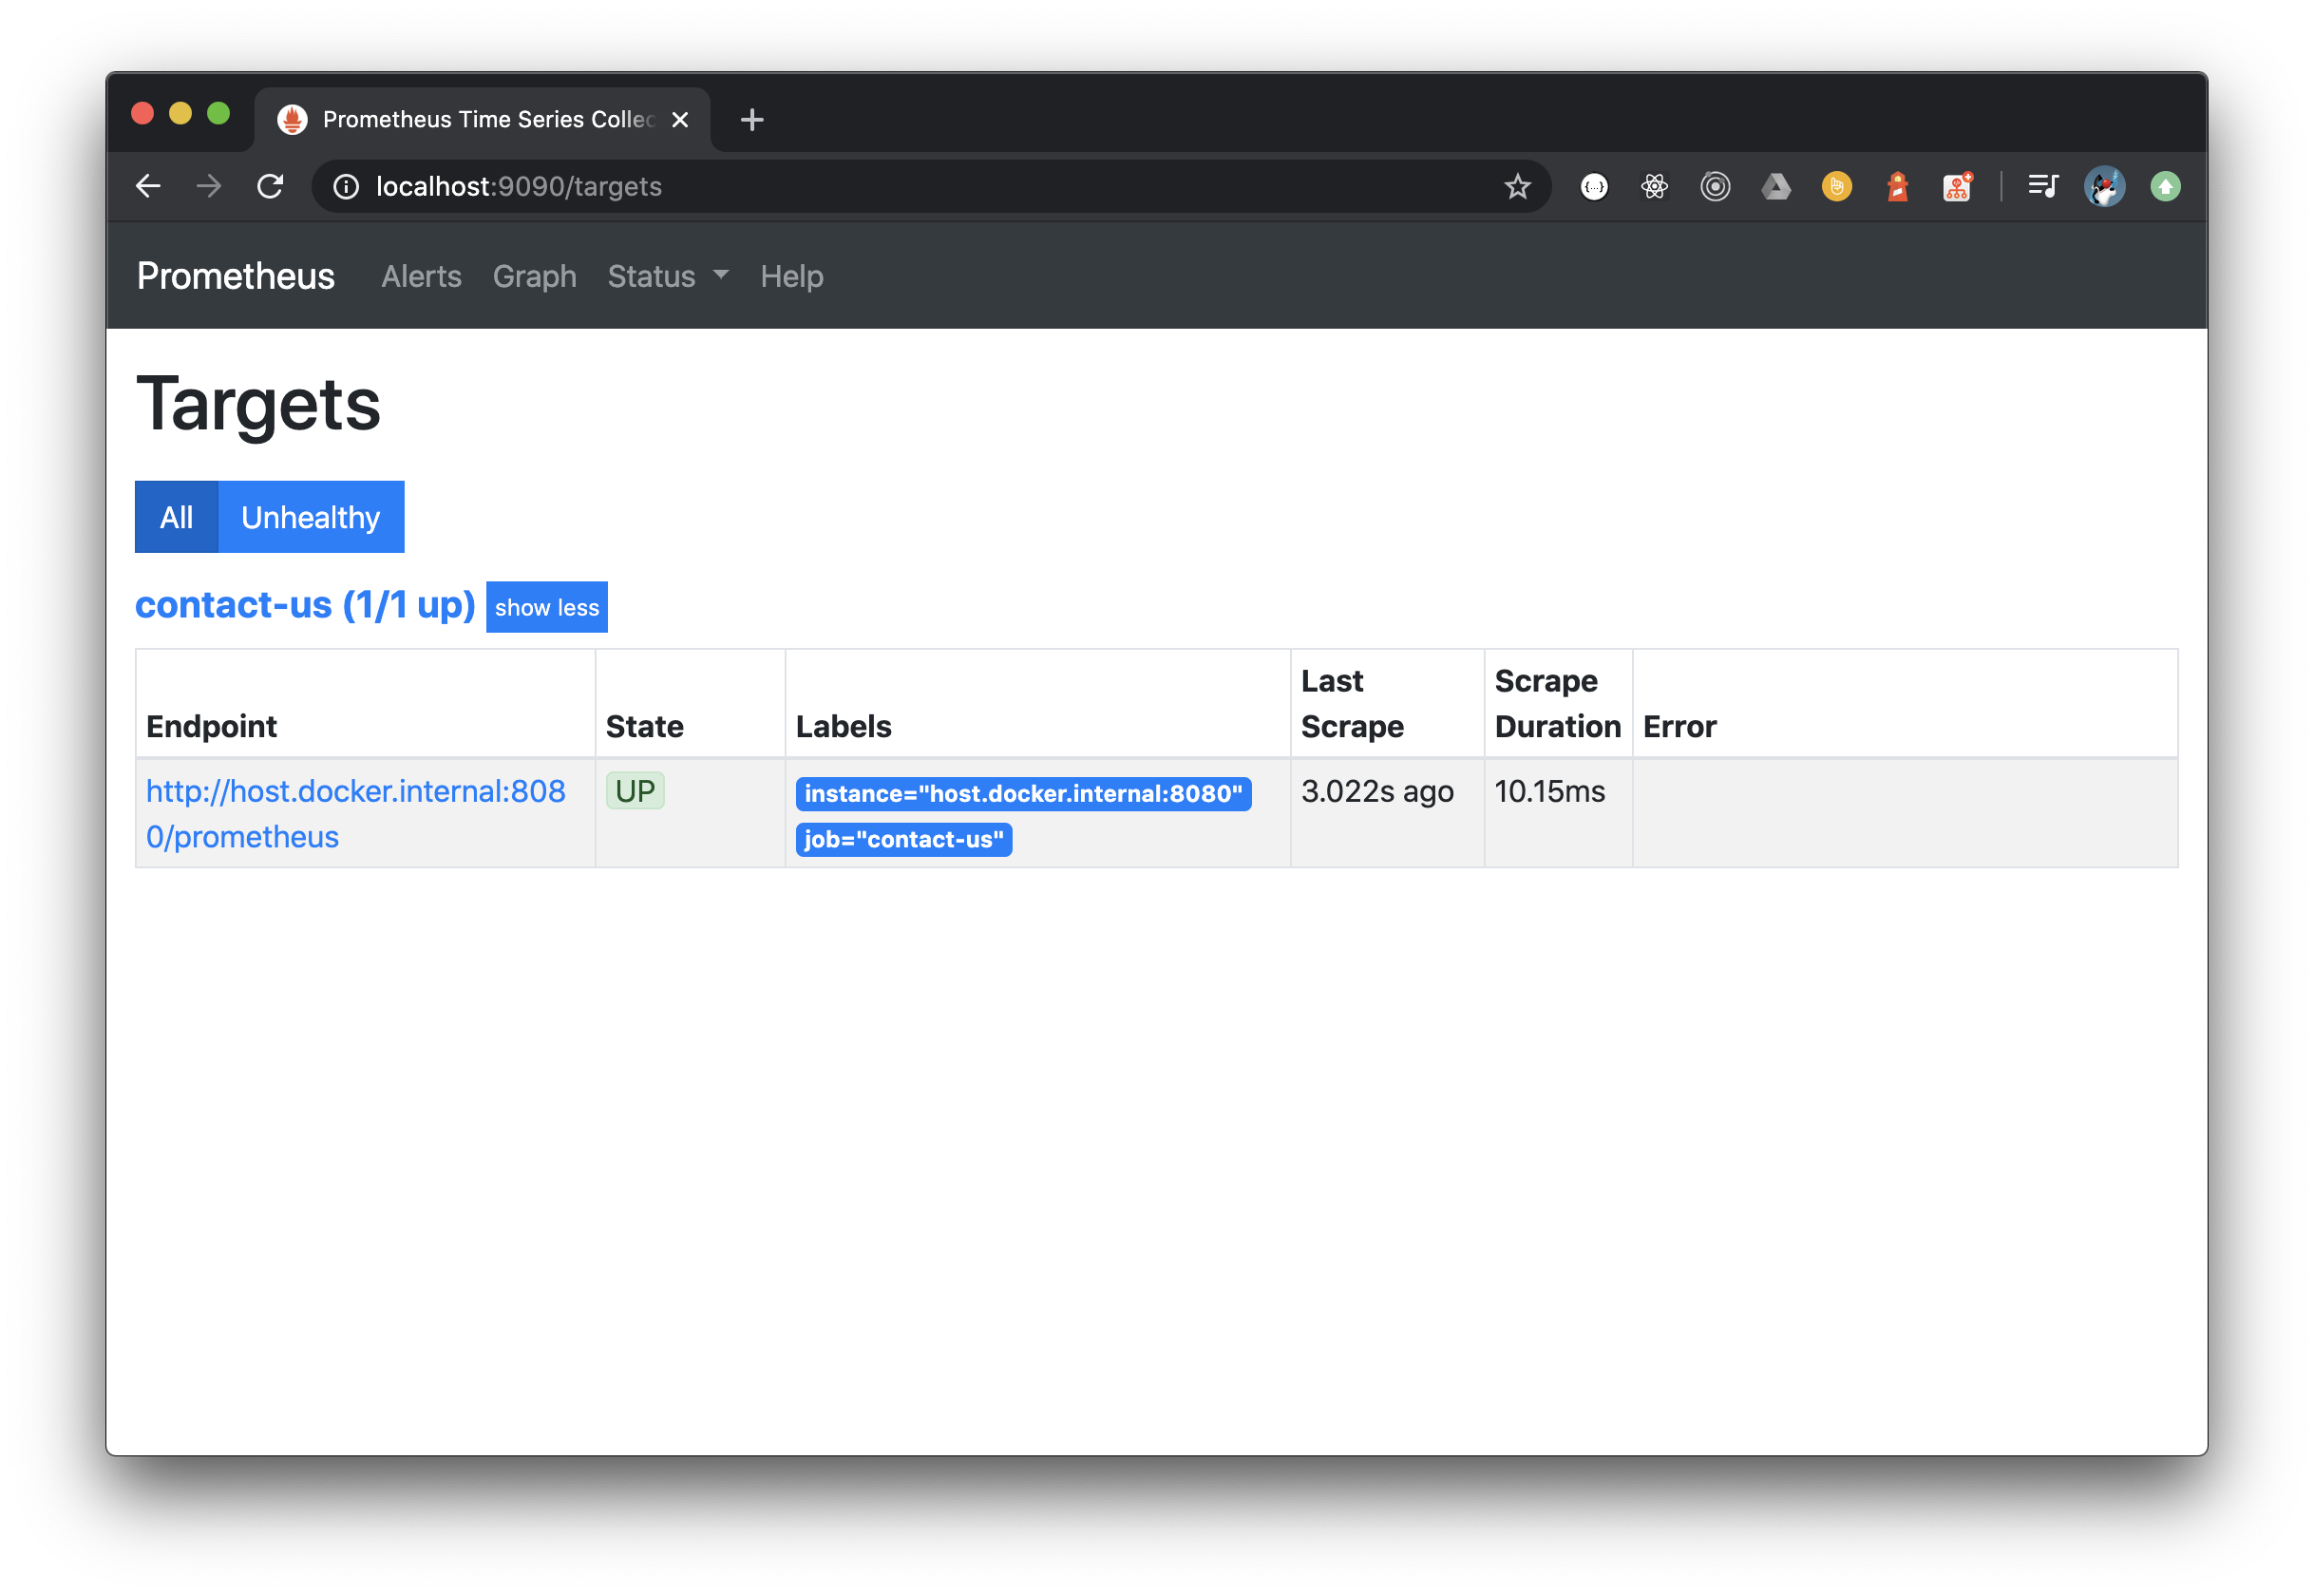 Prometheus Time Series Collec
localhost:9090/targets
Prometheus Alerts Graph Status Help
Targets
All Unhealthy
contact-us (1/1 up) show less
Endpoint State Labels Last Scrape Scrape Duration Error
http://host.docker.internal:808
0/prometheus
UP
instance="host.docker.internal:8080"
job="contact-us"
3.022s ago
10.15ms